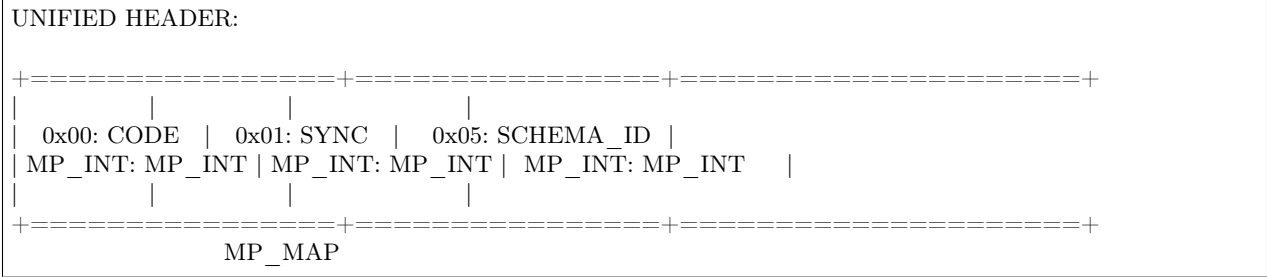 UNIFIED HEADER:
+================+================+=====================+
| | | |
| 0x00: CODE | 0x01: SYNC | 0x05: SCHEMA_ID |
| MP_INT: MP_INT | MP_INT: MP_INT | MP_INT: MP_INT |
| | | |
+================+================+=====================+
MP_MAP